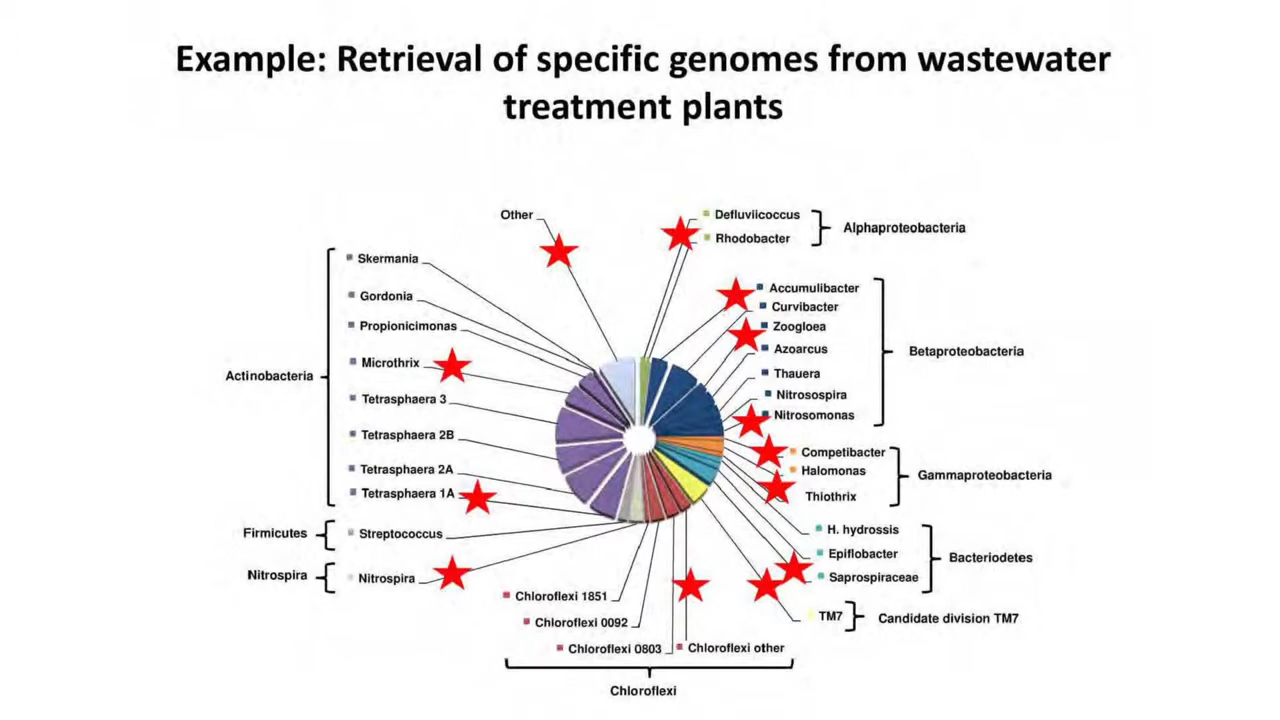 Example: Retrieval of specific genomes from wastewater
treatment plants
Other
Defluviicoccus
Rhodobacter
Alphaproteobacteria
Skermania
Gordonia
Propionicimonas
Microthrix
Tetrasphaera 3
Tetrasphaera 2B
Tetrasphaera 2A
Tetrasphaera 1A
Actinobacteria
Accumulibacter
Curvibacter
Zoogloea
Azoarcus
Thauera
Nitrosospira
Nitrosomonas
Betaproteobacteria
Competibacter
Halomonas
Thiothrix
Gammaproteobacteria
Firmicutes
Streptococcus
Nitrospira
Nitrospira
H. hydrossis
Epiflobacter
Saprospiraceae
Bacteriodetes
TM7
Candidate division TM7
Chloroflexi 1851
Chloroflexi 0092
Chloroflexi 0803
Chloroflexi other
Chloroflexi